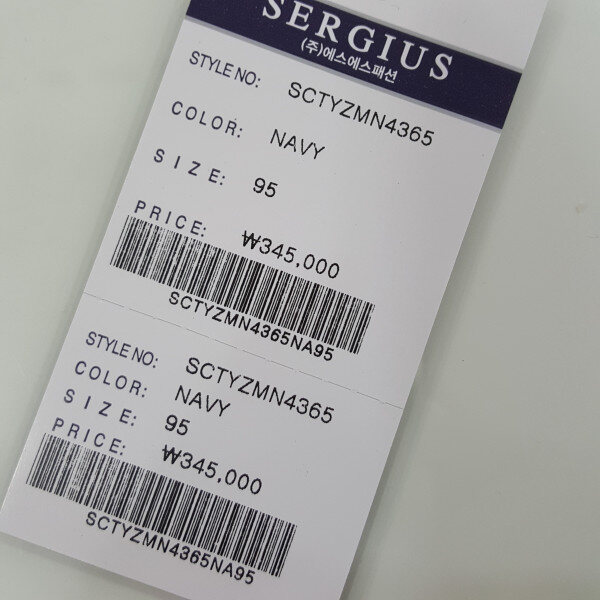 SERGIUS
(주)에스에스패션
STYLE NO: SCTYZMN4365
COLOR: NAVY
SIZE: 95
PRICE: ₩345,000
SCTYZMN4365NA95
STYLE NO: SCTYZMN4365
COLOR: NAVY
SIZE: 95
PRICE: ₩345,000
SCTYZMN4365NA95